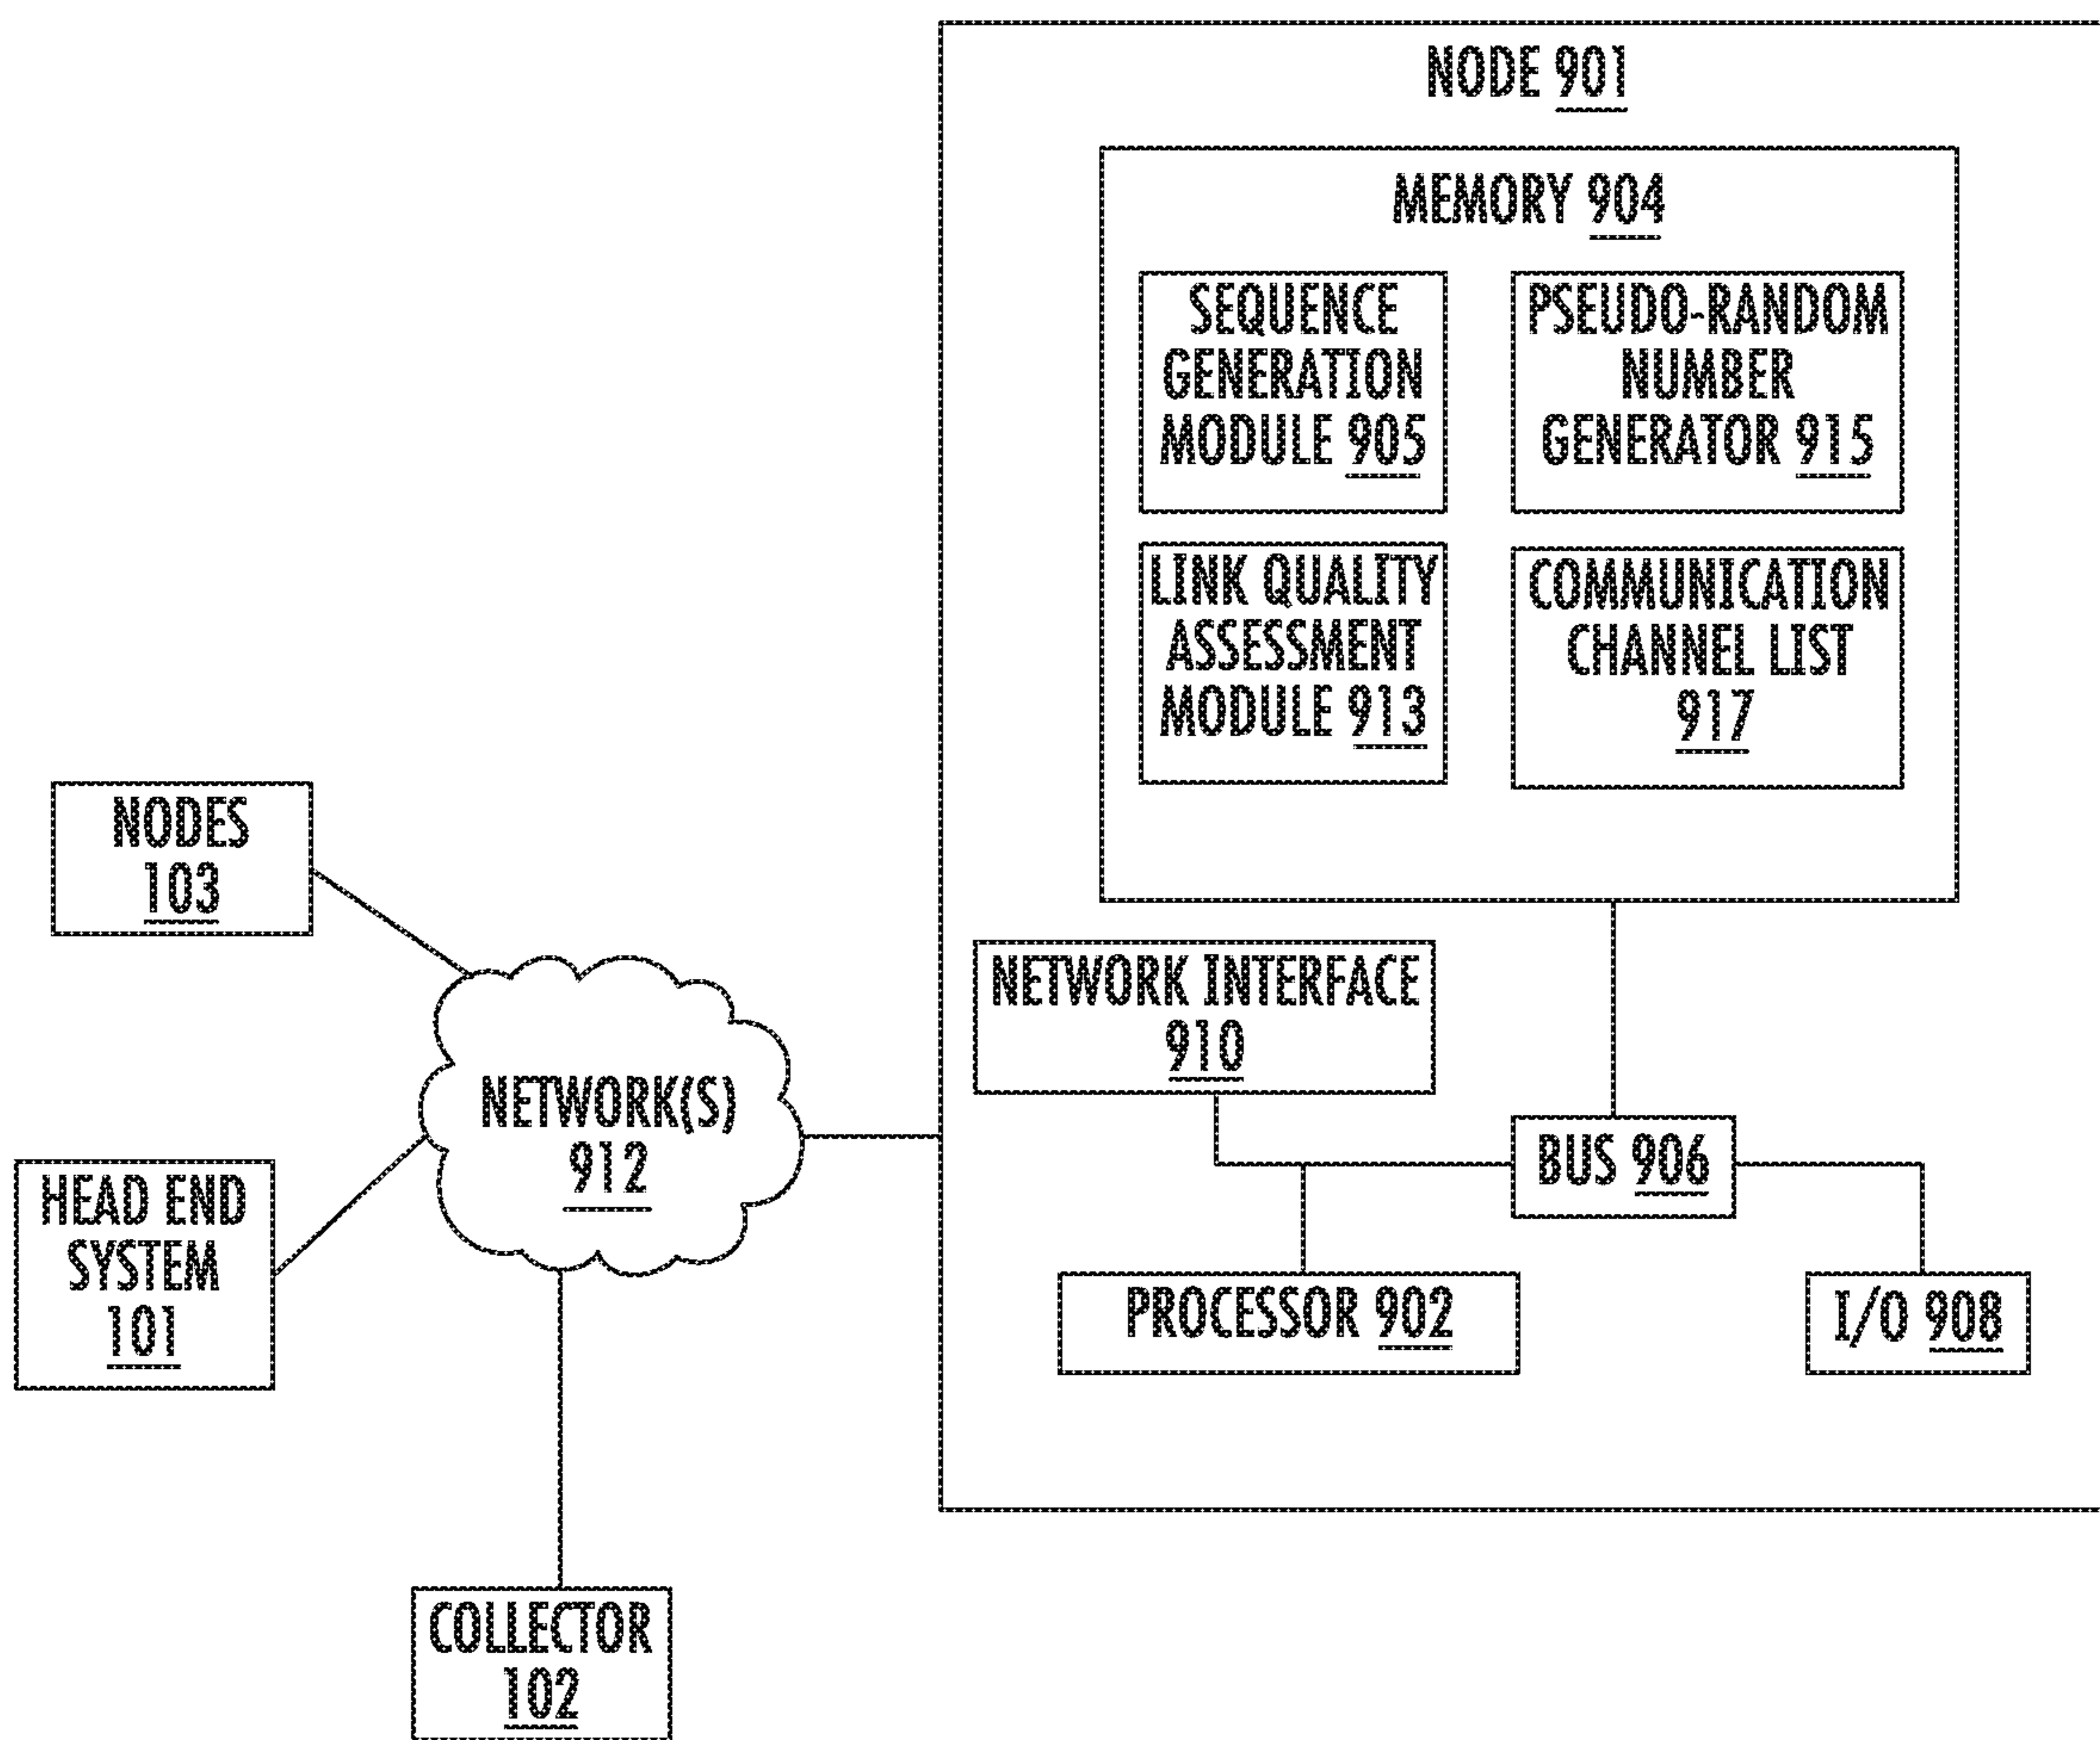 NODE 901
MEMORY 904
SEQUENCE
GENERATION
MODULE 905
PSEUDO-RANDOM
NUMBER
GENERATOR 915
LINK QUALITY
ASSESSMENT
MODULE 913
COMMUNICATION
CHANNEL LIST
917
NODES
103
NETWORK INTERFACE
910
NETWORK(S)
912
BUS 906
HEAD END
SYSTEM
101
PROCESSOR 902
I/O 908
COLLECTOR
102